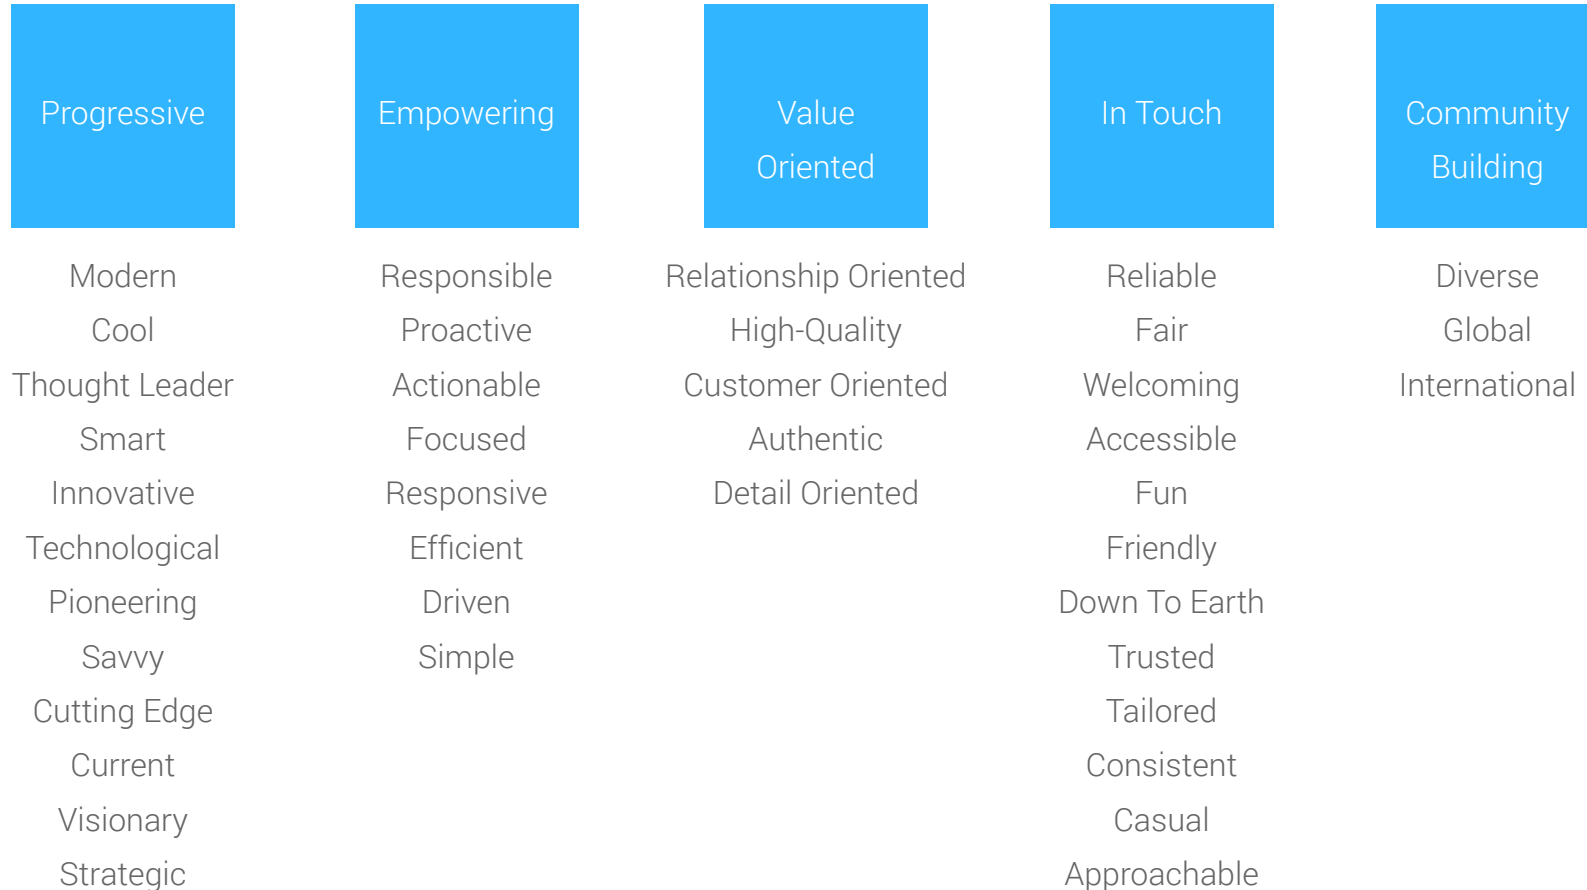 Progressive
Modern
Cool
Thought Leader
Smart
Innovative
Technological
Pioneering
Savvy
Cutting Edge
Current
Visionary
Strategic
Empowering
Responsible
Proactive
Actionable
Focused
Responsive
Efficient
Driven
Simple
Value
Oriented
Relationship Oriented
High-Quality
Customer Oriented
Authentic
Detail Oriented
In Touch
Reliable
Fair
Welcoming
Accessible
Fun
Friendly
Down To Earth
Trusted
Tailored
Consistent
Casual
Approachable
Community
Building
Diverse
Global
International